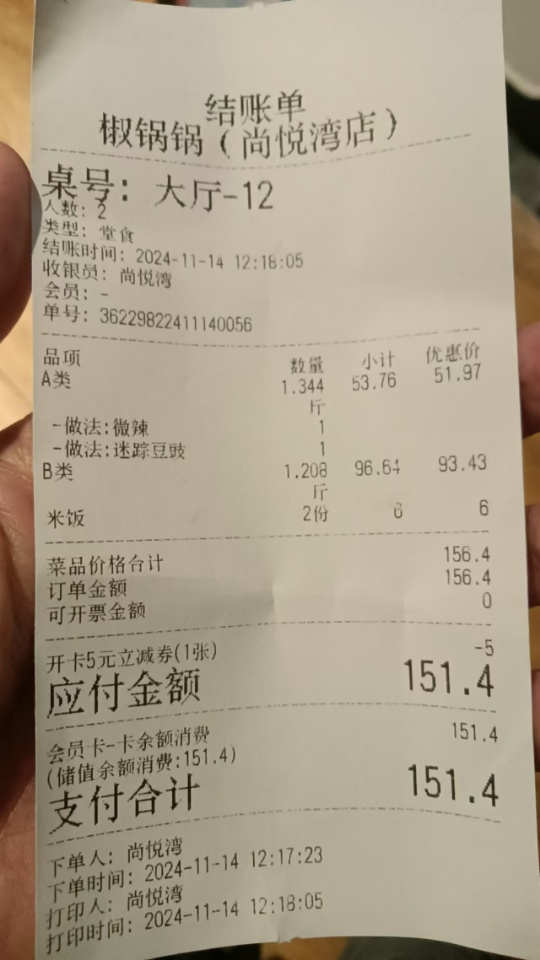 结账单
椒锅锅（尚悦湾店）
桌号：大厅-12
人数：2
类型：堂食
结账时间：2024-11-14 12:18:05
收银员：尚悦湾
会员：-
单号：36229822411140056
品项 数量 小计 优惠价
A类 1.344 53.76 51.97
斤
-做法:微辣 1
-做法:迷踪豆豉 1
B类 1.208 96.64 93.43
斤
米饭 2份 6 6
菜品价格合计 156.4
订单金额 156.4
可开票金额 0
开卡5元立减券(1张) -5
应付金额 151.4
会员卡-卡余额消费 151.4
(储值余额消费:151.4)
支付合计 151.4
下单人：尚悦湾
下单时间：2024-11-14 12:17:23
打印人：尚悦湾
打印时间：2024-11-14 12:18:05